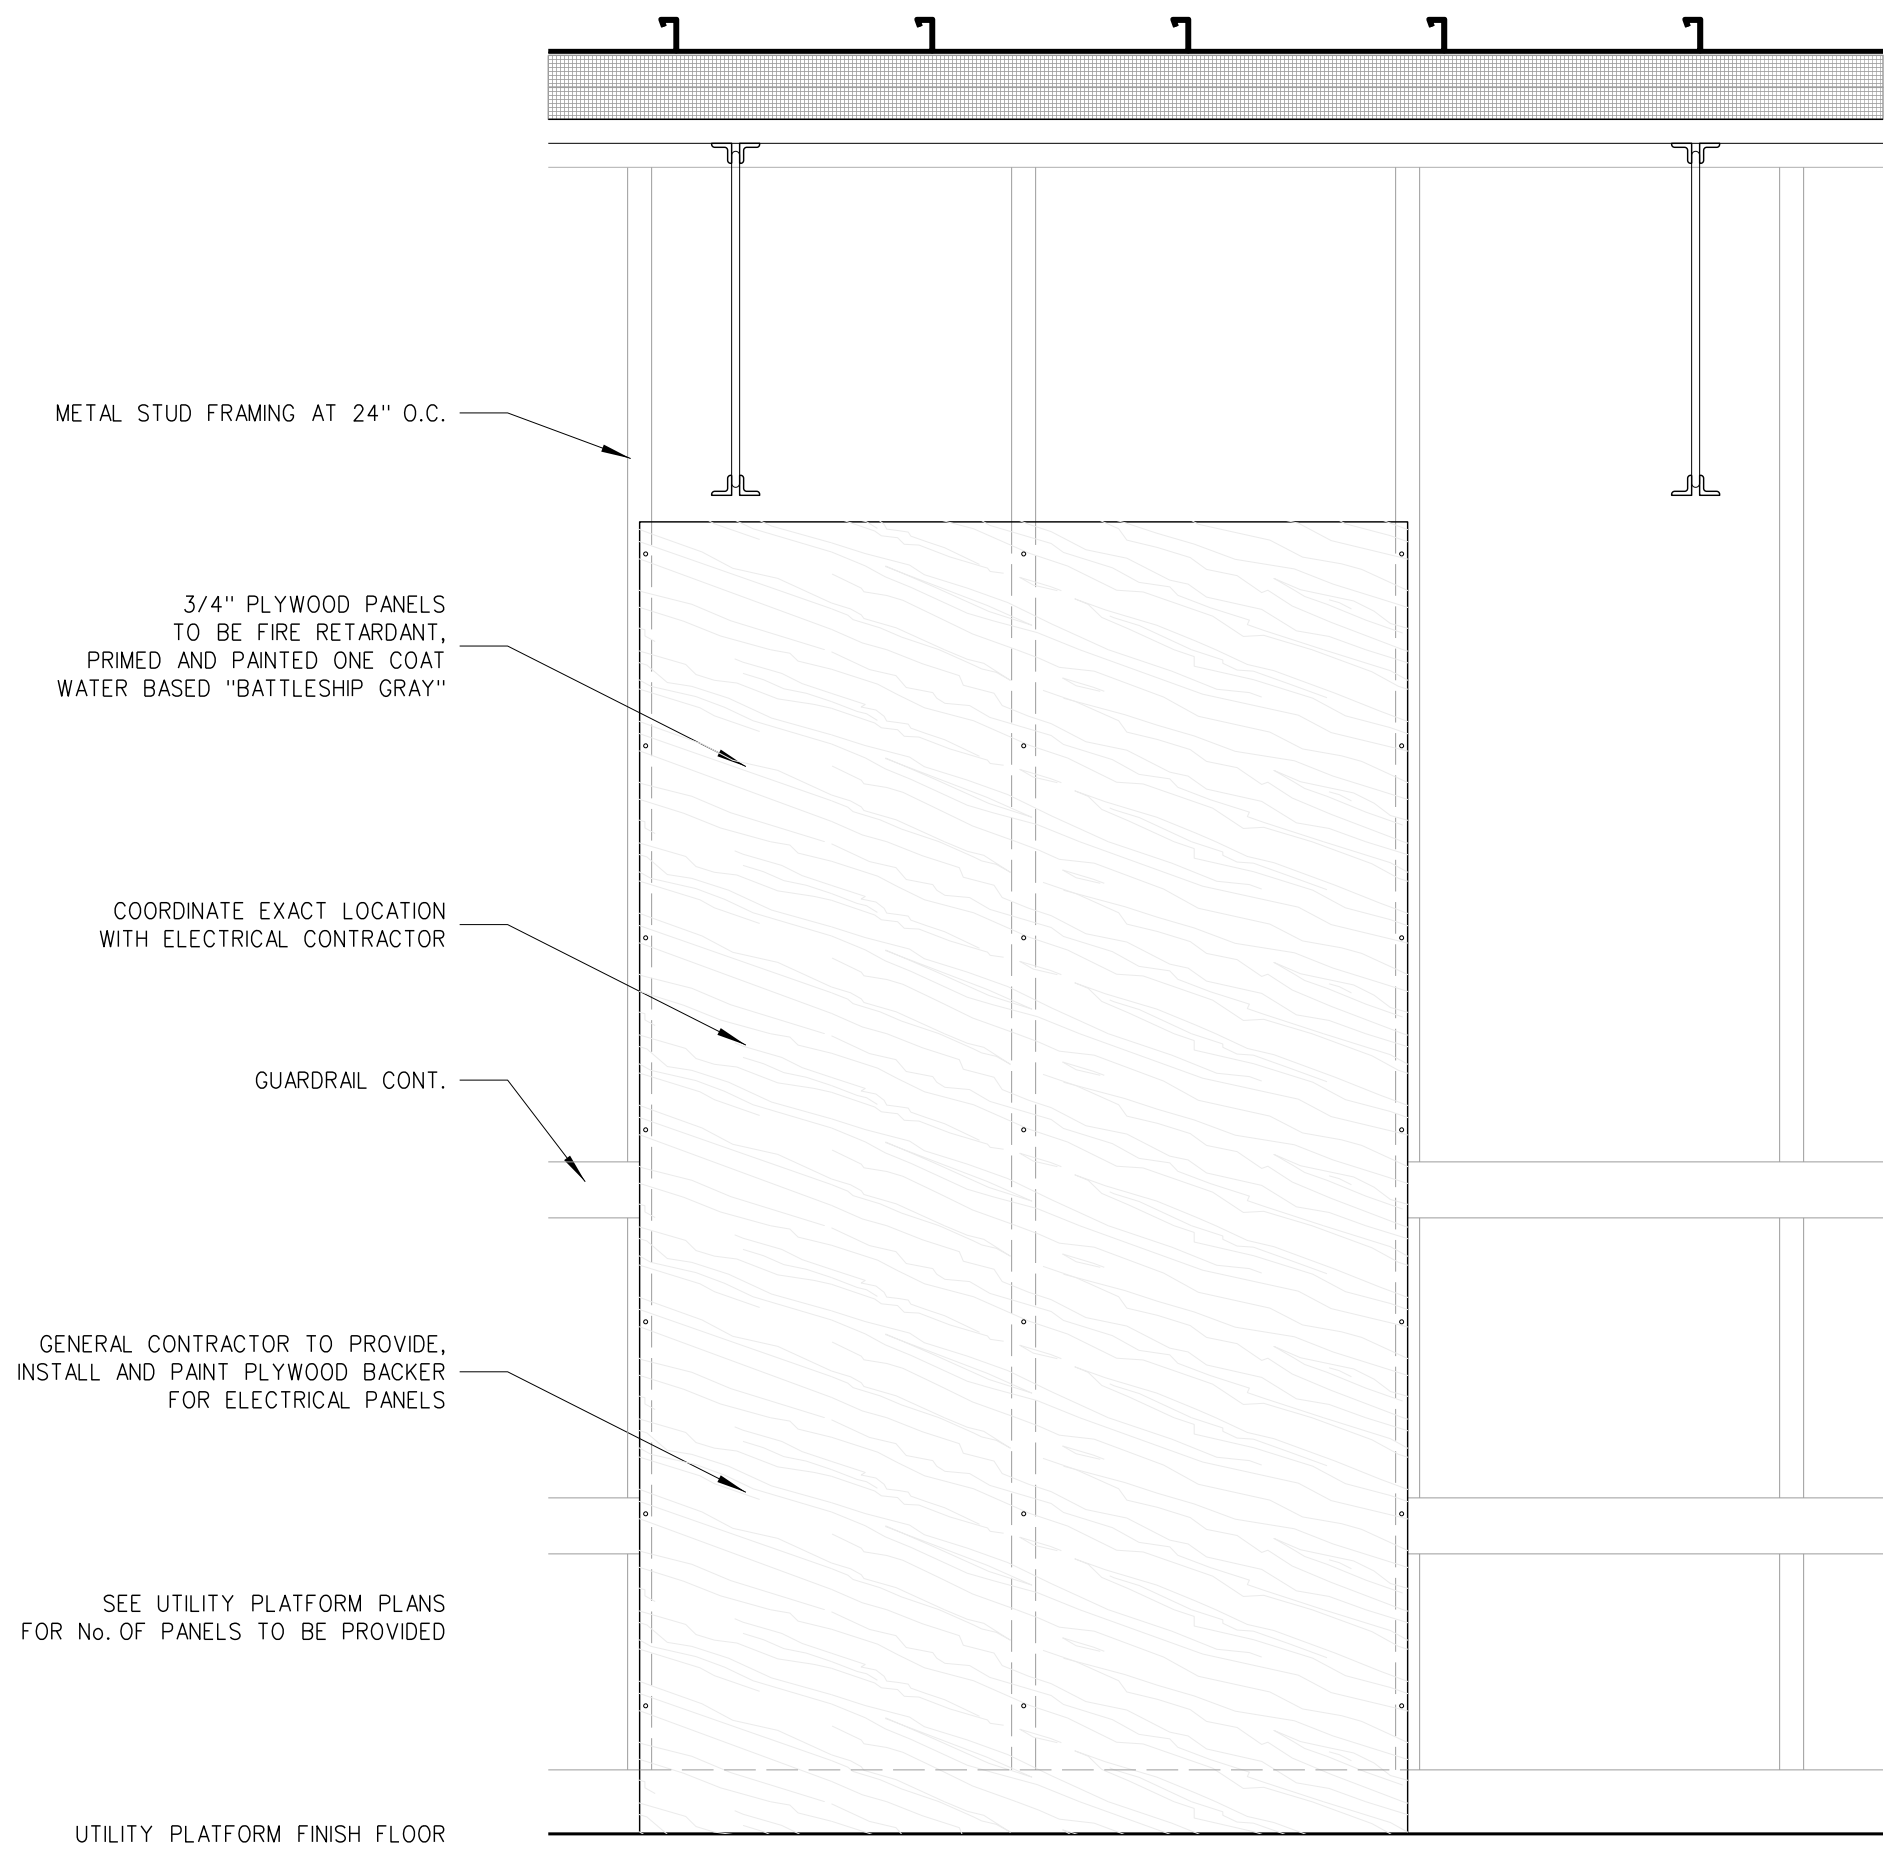 METAL STUD FRAMING AT 24" O.C.
3/4" PLYWOOD PANELS
TO BE FIRE RETARDANT,
PRIMED AND PAINTED ONE COAT
WATER BASED "BATTLESHIP GRAY"
COORDINATE EXACT LOCATION
WITH ELECTRICAL CONTRACTOR
GUARDRAIL CONT.
GENERAL CONTRACTOR TO PROVIDE,
INSTALL AND PAINT PLYWOOD BACKER
FOR ELECTRICAL PANELS
SEE UTILITY PLATFORM PLANS
FOR No. OF PANELS TO BE PROVIDED
UTILITY PLATFORM FINISH FLOOR